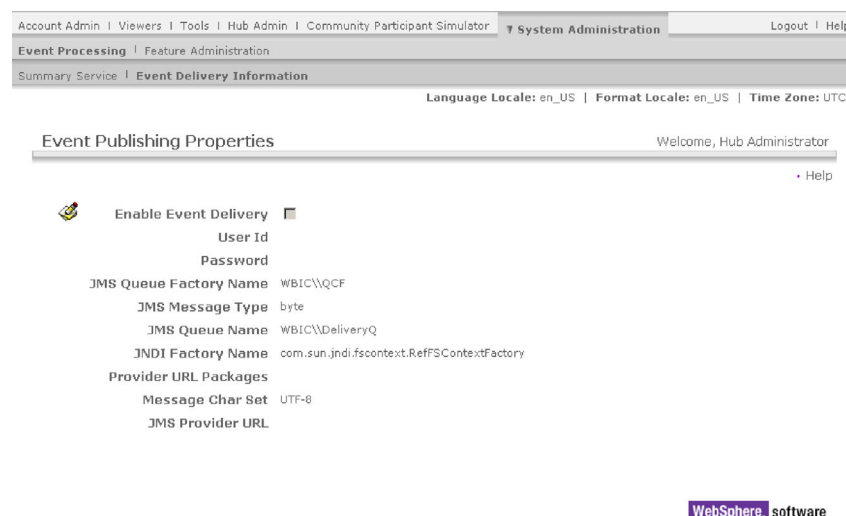 Account Admin | Viewers | Tools | Hub Admin | Community Participant Simulator System Administration Logout | Help
Event Processing | Feature Administration
Summary Service | Event Delivery Information
Language Locale: en_US | Format Locale: en_US | Time Zone: UTC
Event Publishing Properties Welcome, Hub Administrator
• Help
Enable Event Delivery
User Id
Password
JMS Queue Factory Name WBIC\\QCF
JMS Message Type byte
JMS Queue Name WBIC\\DeliveryQ
JNDI Factory Name com.sun.jndi.fscontext.RefFSContextFactory
Provider URL Packages
Message Char Set UTF-8
JMS Provider URL
WebSphere software